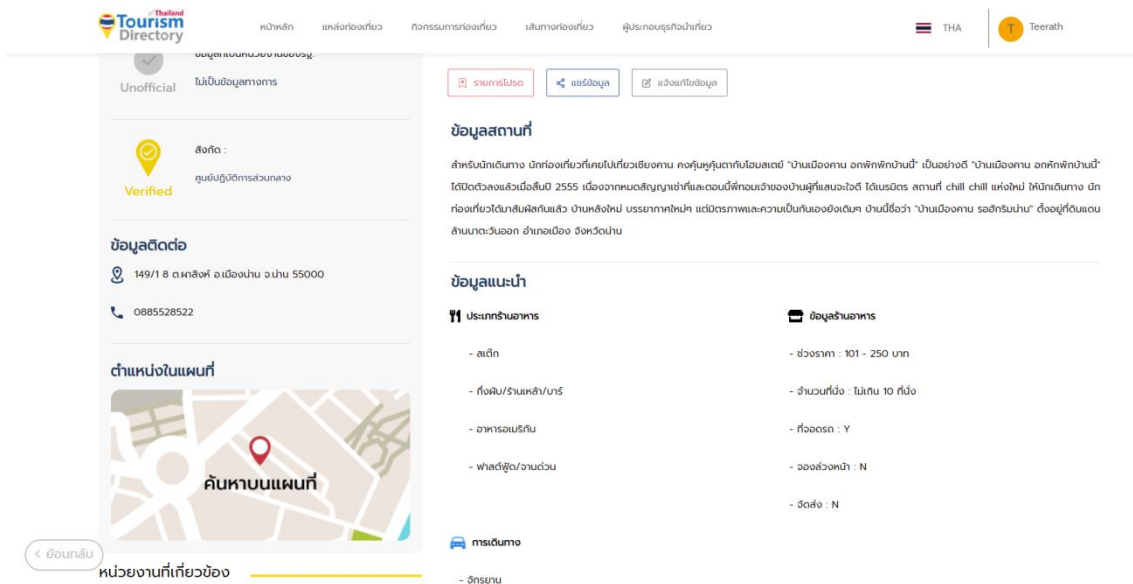 Thailand
Tourism
Directory
หน้าหลัก
แหล่งท่องเที่ยว
กิจกรรมการท่องเที่ยว
เส้นทางท่องเที่ยว
ผู้ประกอบธุรกิจนำเที่ยว
THA
T
Teerath
Unofficial
ไม่เป็นข้อมูลทางการ
Verified
สังกัด :
ศูนย์ปฏิบัติการส่วนกลาง
ข้อมูลติดต่อ
149/1 8 ต.ผาสิงห์ อ.เมืองน่าน จ.น่าน 55000
0885528522
ตำแหน่งในแผนที่
ค้นหาบนแผนที่
< ย้อนกลับ
หน่วยงานที่เกี่ยวข้อง
รายการโปรด
แชร์ข้อมูล
แจ้งแก้ไขข้อมูล
ข้อมูลสถานที่
สำหรับนักเดินทาง นักท่องเที่ยวที่เคยไปเที่ยวเชียงคาน คงคุ้นหูคุ้นตากับโฮมสเตย์ "บ้านเมืองคาน อกพักพักบ้านนี้" เป็นอย่างดี "บ้านเมืองคาน อกหักพักบ้านนี้"
ได้ปิดตัวลงแล้วเมื่อสิ้นปี 2555 เนื่องจากหมดสัญญาเช่าที่และตอนนี้พี่ทอมเจ้าของบ้านผู้ที่แสนจะใจดี ได้เนรมิตร สถานที่ chill chill แห่งใหม่ ให้นักเดินทาง นัก
ท่องเที่ยวได้มาสัมผัสกันแล้ว บ้านหลังใหม่ บรรยากาศใหม่ๆ แต่มิตรภาพและความเป็นกันเองยังเดิมๆ บ้านนี้ชื่อว่า "บ้านเมืองคาน รอฮักริมน่าน" ตั้งอยู่ที่ดินแดน
ล้านนาตะวันออก อำเภอเมือง จังหวัดน่าน
ข้อมูลแนะนำ
ประเภทร้านอาหาร
- สเต๊ก
- กึ่งผับ/ร้านเหล้า/บาร์
- อาหารอเมริกัน
- ฟาสต์ฟู้ด/จานด่วน
ข้อมูลร้านอาหาร
- ช่วงราคา : 101 - 250 บาท
- จำนวนที่นั่ง : ไม่เกิน 10 ที่นั่ง
- ที่จอดรถ : Y
- จองล่วงหน้า : N
- จัดส่ง : N
การเดินทาง
- จักรยาน